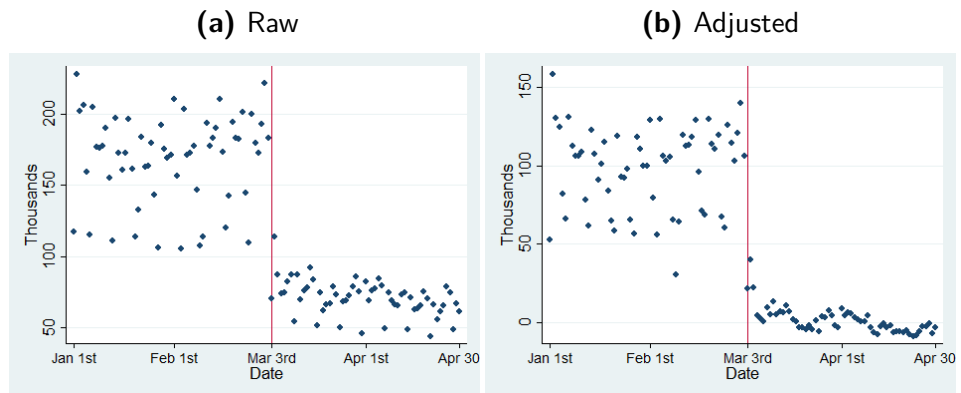 (a) Raw
200
150
100
50
Thousands
Jan 1st
Feb 1st
Mar 3rd
Apr 1st
Apr 30
Date
(b) Adjusted
150
100
50
0
Thousands
Jan 1st
Feb 1st
Mar 3rd
Apr 1st
Apr 30
Date